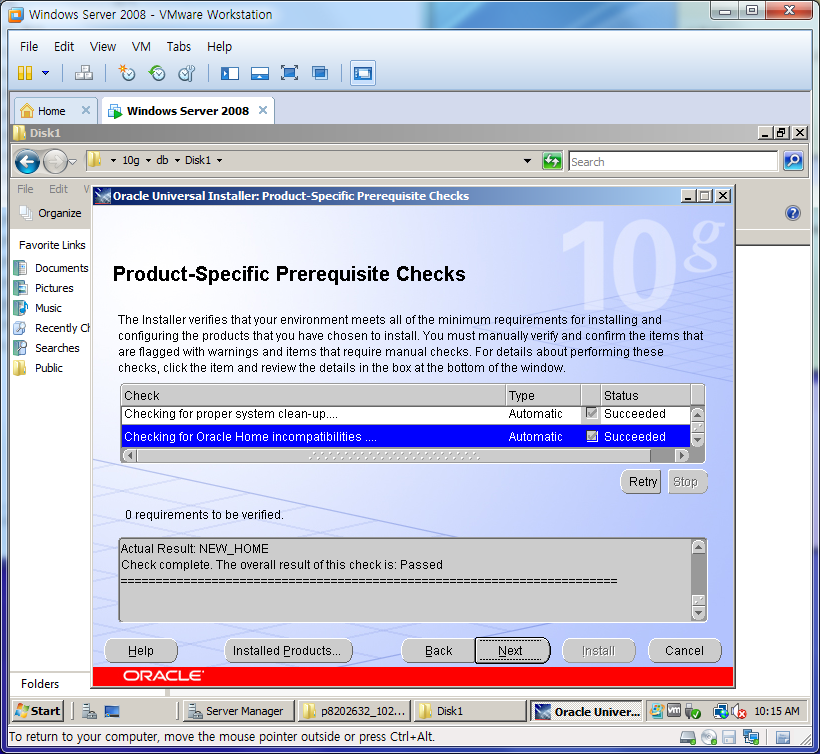 Windows Server 2008 - VMware Workstation
File Edit View VM Tabs Help
Home Windows Server 2008
Disk1
10g db Disk1 Search
File Edit V
Organize
Favorite Links
Documents
Pictures
Music
Recently Ch
Searches
Public
Folders
Oracle Universal Installer: Product-Specific Prerequisite Checks
10g
Product-Specific Prerequisite Checks
The Installer verifies that your environment meets all of the minimum requirements for installing and
configuring the products that you have chosen to install. You must manually verify and confirm the items that
are flagged with warnings and items that require manual checks. For details about performing these
checks, click the item and review the details in the box at the bottom of the window.
Check Type Status
Checking for proper system clean-up.... Automatic Succeeded
Checking for Oracle Home incompatibilities .... Automatic Succeeded
Retry Stop
0 requirements to be verified.
Actual Result: NEW_HOME
Check complete. The overall result of this check is: Passed
========================================================================
Help Installed Products... Back Next Install Cancel
ORACLE
Start Server Manager p8202632_102... Disk1 Oracle Univer... 10:15 AM
To return to your computer, move the mouse pointer outside or press Ctrl+Alt.